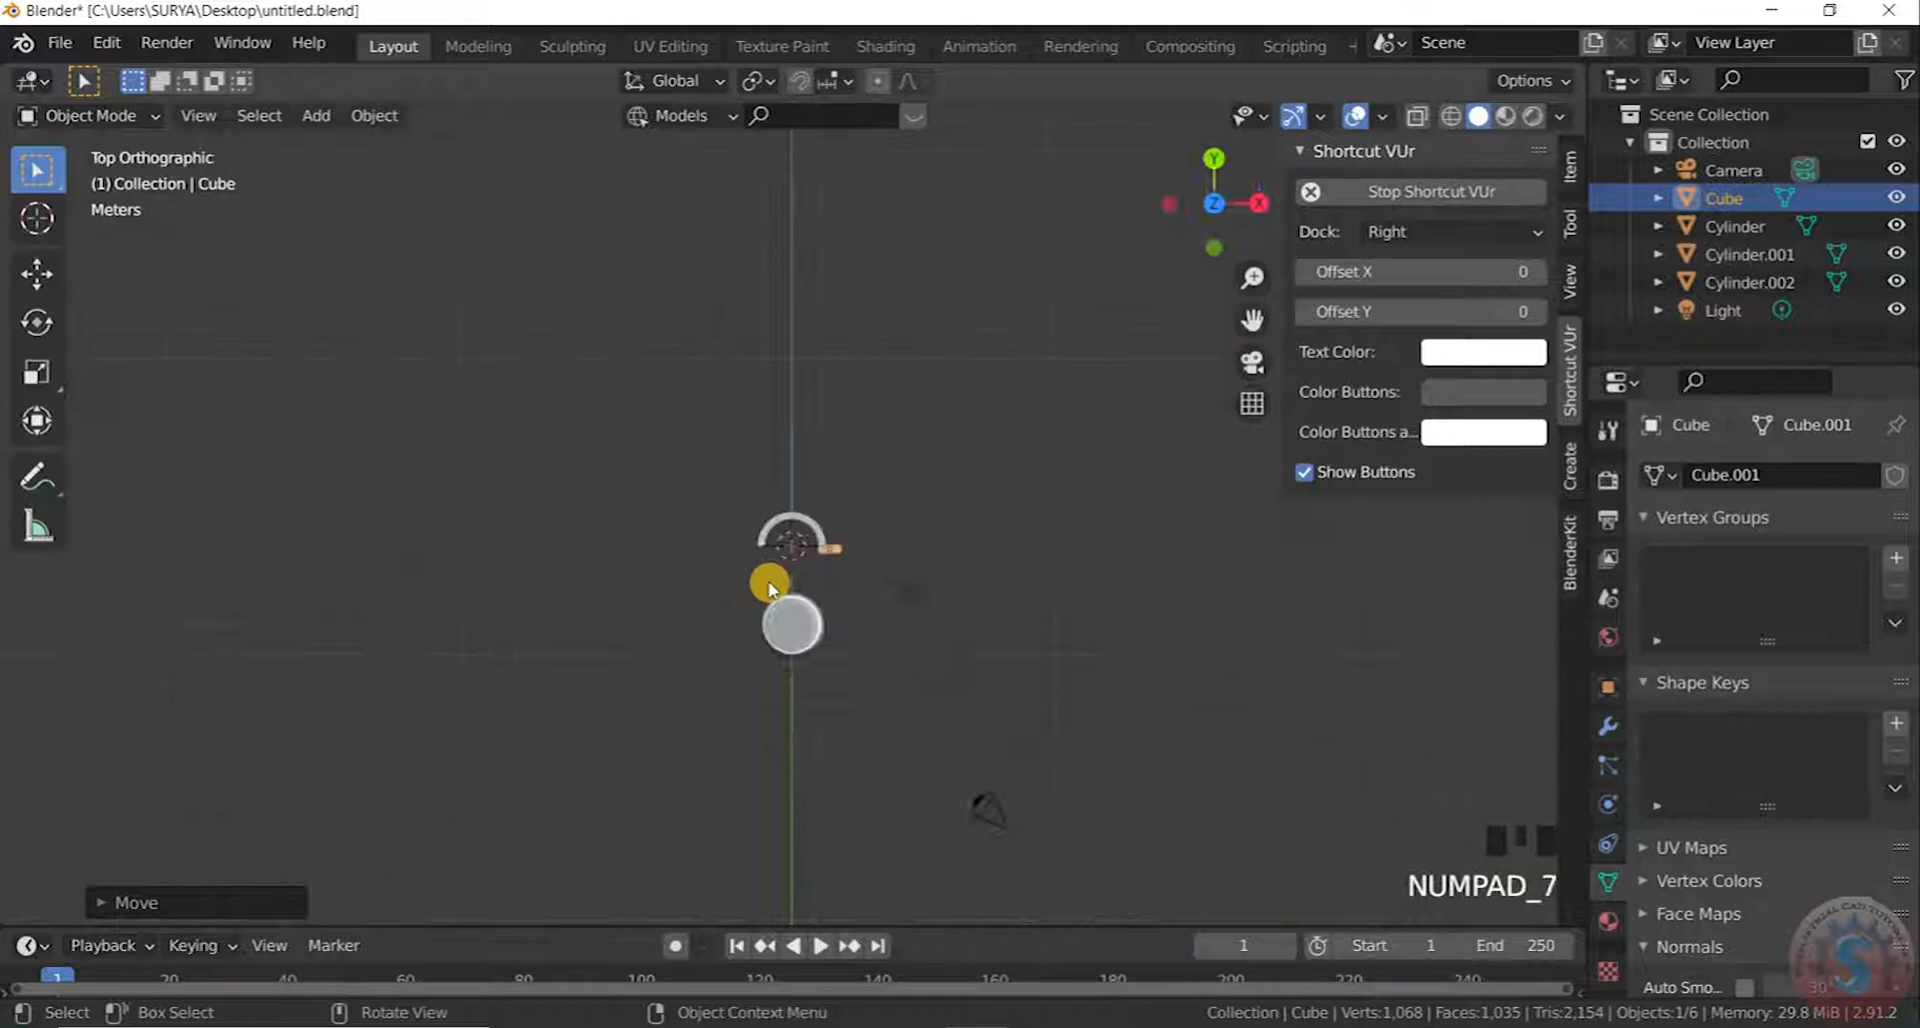 Blender* [C:\Users\SURYA\Desktop\untitled.blend]
File Edit Render Window Help Layout Modeling Sculpting UV Editing Texture Paint Shading Animation Rendering Compositing Scripting Scene View Layer
Global Options
Object Mode View Select Add Object Models
Top Orthographic
(1) Collection | Cube
Meters
Y
Z X
Shortcut VUr
Stop Shortcut VUr
Dock: Right
Offset X 0
Offset Y 0
Text Color:
Color Buttons:
Color Buttons a...
Show Buttons
Item
Tool
View
Shortcut VUr
Create
BlenderKit
Scene Collection
Collection
Camera
Cube
Cylinder
Cylinder.001
Cylinder.002
Light
Cube Cube.001
Cube.001
Vertex Groups
Shape Keys
UV Maps
Vertex Colors
Face Maps
Normals
Auto Smo...
NUMPAD_7
Move
Playback Keying View Marker 1 Start 1 End 250
1 20 40 60 80 100 120 140 160 180 200 220 240
Select Box Select Rotate View Object Context Menu Collection | Cube | Verts:1,068 | Faces:1,035 | Tris:2,154 | Objects:1/6 | Memory: 29.8 MiB | 2.91.2